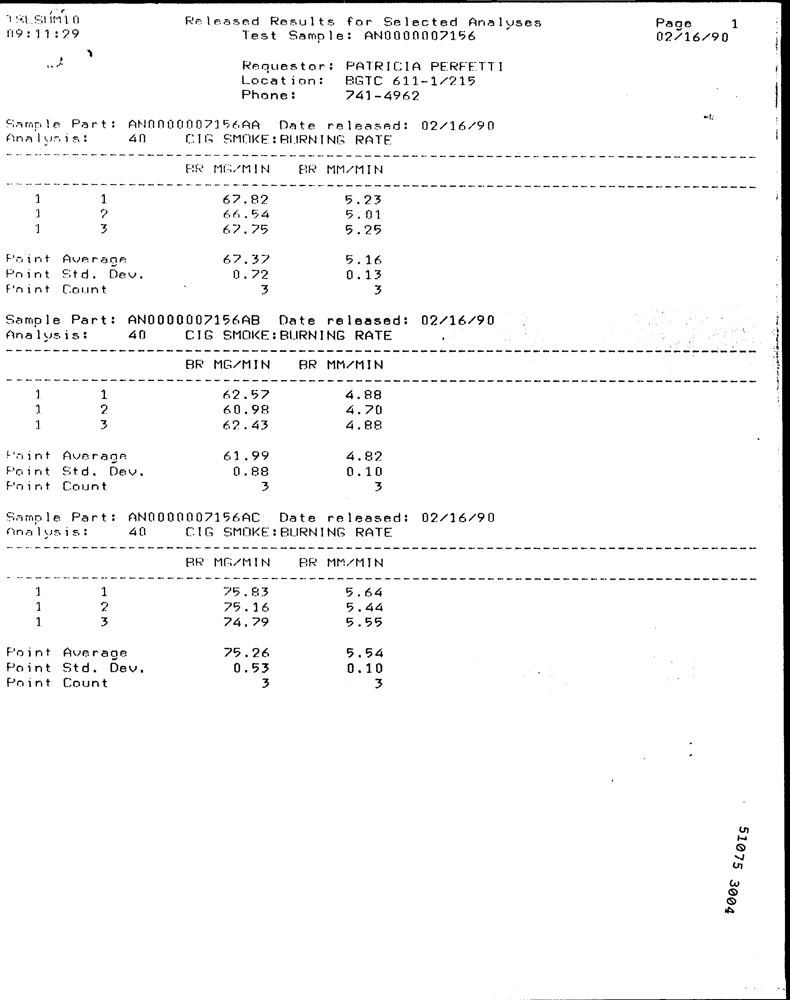 09:11:29
Released Results for Selected Analyses
Test Sample: AN0000007156
Page 1
02/16/90
Requestor: PATRICIA PERFETTI
Location: BGTC 611-1/215
Phone: 741-4962
Sample Part: AN0000007156AA Date released: 02/16/90
Analysis: 40 CIG SMOKE:BURNING RATE
BR MG/MIN BR MM/MIN
1 1 67.82 5.23
1 2 66.54 5.01
1 3 67.75 5.25
Point Average 67.37 5.16
Point Std. Dev. 0.72 0.13
Point Count 3 3
Sample Part: AN0000007156AB Date released: 02/16/90
Analysis: 40 CIG SMOKE:BURNING RATE
BR MG/MIN BR MM/MIN
1 1 62.57 4.88
1 2 60.98 4.70
1 3 62.43 4.88
Point Average 61.99 4.82
Point Std. Dev. 0.88 0.10
Point Count 3 3
Sample Part: AN0000007156AC Date released: 02/16/90
Analysis: 40 CIG SMOKE:BURNING RATE
BR MG/MIN BR MM/MIN
1 1 75.83 5.64
1 2 75.16 5.44
1 3 74.79 5.55
Point Average 75.26 5.54
Point Std. Dev. 0.53 0.10
Point Count 3 3
51075 3004